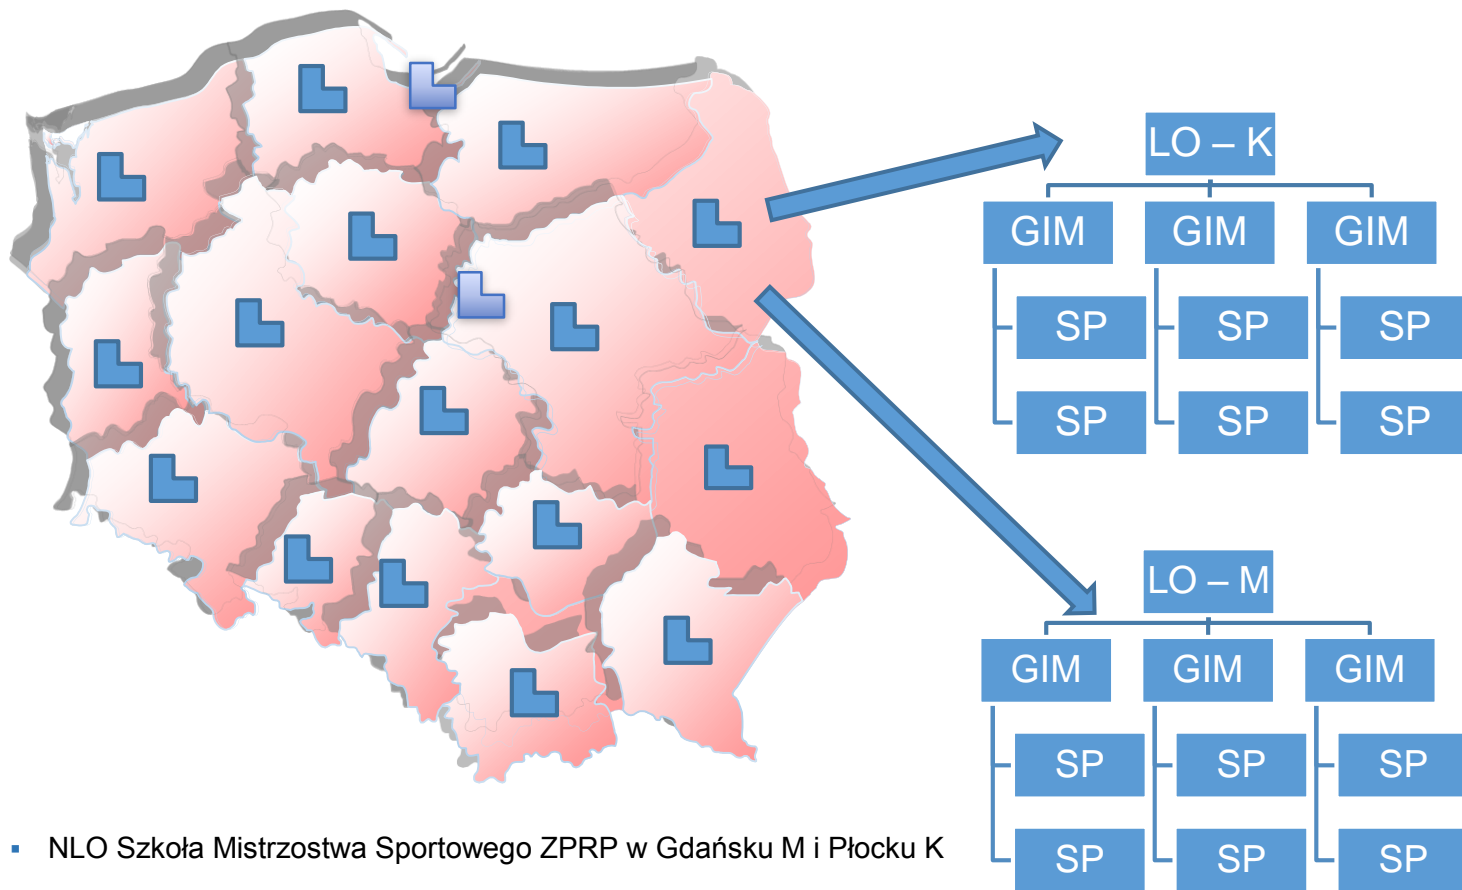 LO – K
GIM GIM GIM
SP SP SP
SP SP SP
LO – M
GIM GIM GIM
SP SP SP
SP SP SP
▪ NLO Szkoła Mistrzostwa Sportowego ZPRP w Gdańsku M i Płocku K